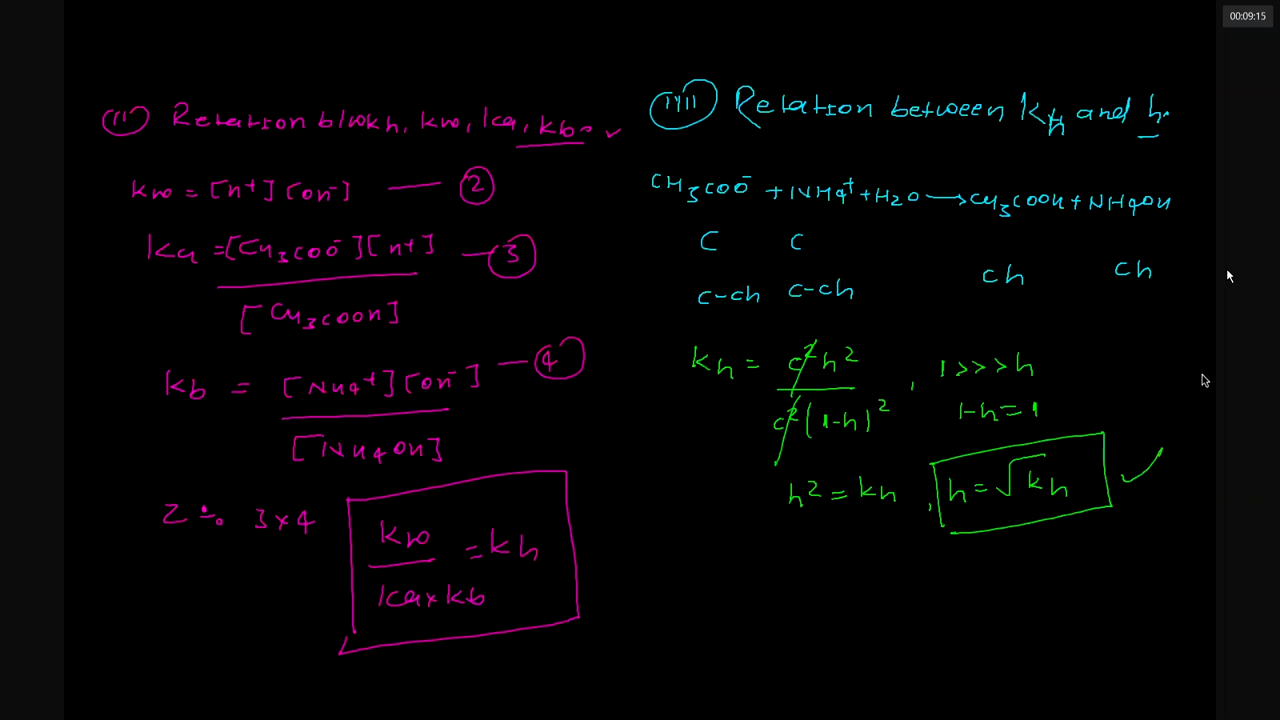 00:09:15
(ii) Relation b/w kh, kw, ka, kb
kw = [H+] [OH-] — (2)
Ka = [CH3COO-] [H+] — (3)
[CH3COOH]
kb = [NH4+] [OH-] — (4)
[NH4OH]
2 ÷ 3 x 4
kw
= kh
ka x kb
(iii) Relation between Kh and h.
CH3COO- + NH4+ + H2O → CH3COOH + NH4OH
C C
c-ch c-ch ch ch
Kh = c²h² , 1 >>> h
c²(1-h)² 1-h = 1
h² = kh , h = √kh ✓